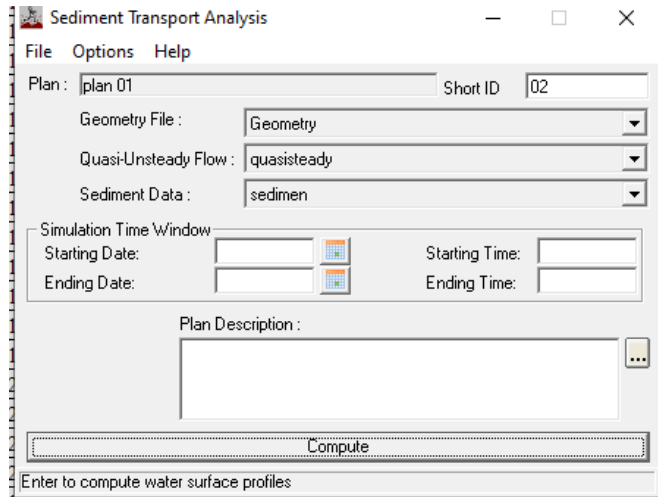 Sediment Transport Analysis
File Options Help
Plan : plan 01 Short ID 02
Geometry File : Geometry
Quasi-Unsteady Flow : quasisteady
Sediment Data : sedimen
Simulation Time Window
Starting Date: Starting Time:
Ending Date: Ending Time:
Plan Description :
...
Compute
Enter to compute water surface profiles